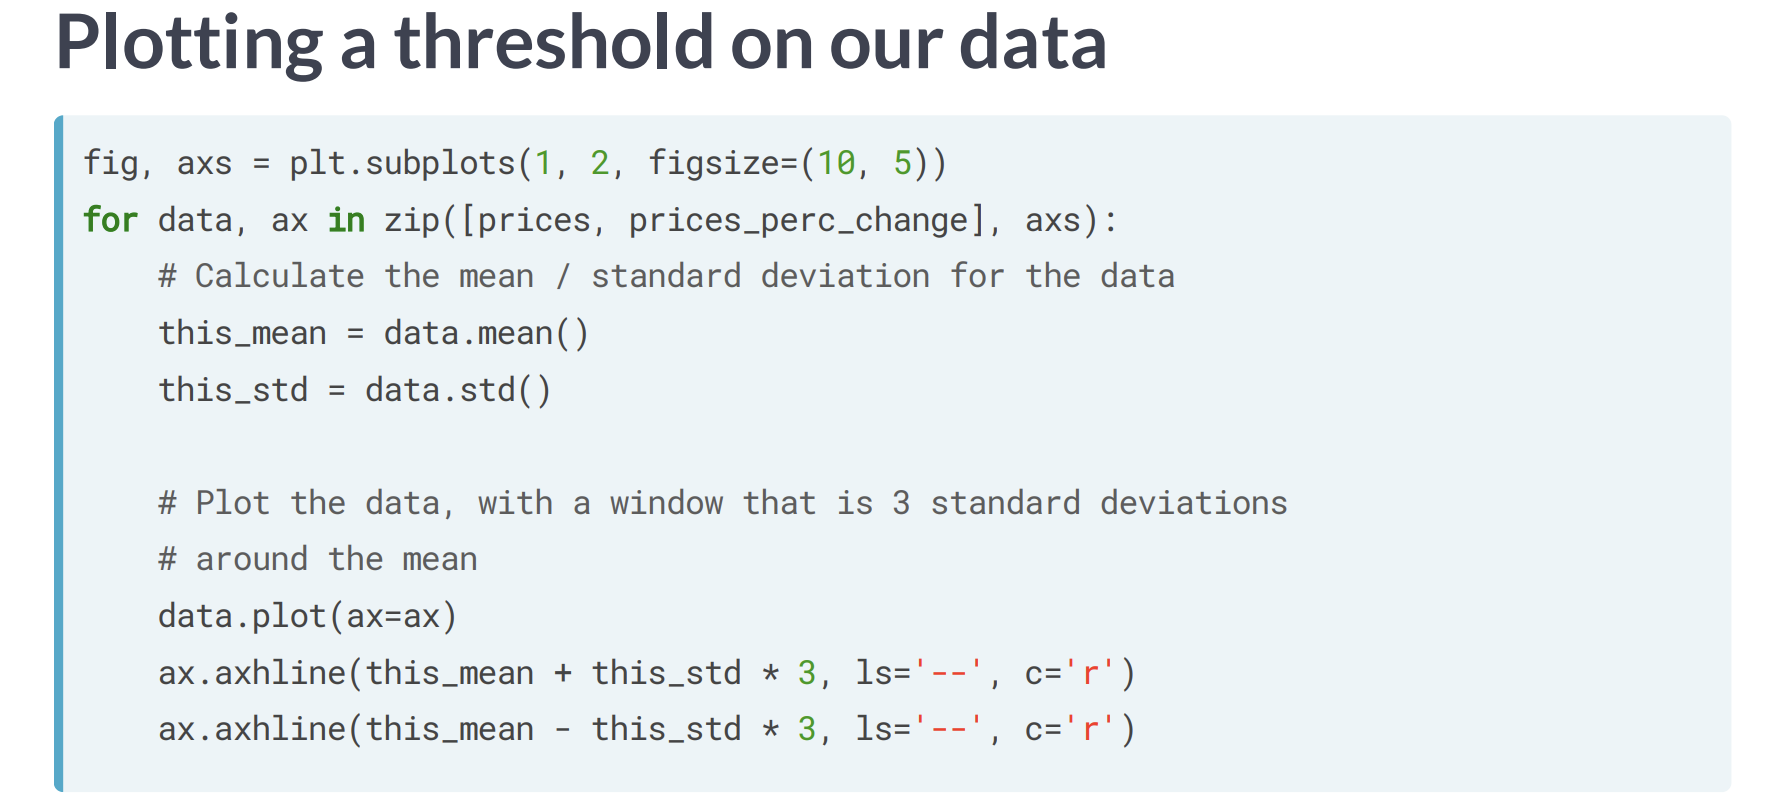 Plotting a threshold on our data
fig, axs = plt.subplots(1, 2, figsize=(10, 5))
for data, ax in zip([prices, prices_perc_change], axs):
    # Calculate the mean / standard deviation for the data
    this_mean = data.mean()
    this_std = data.std()

    # Plot the data, with a window that is 3 standard deviations
    # around the mean
    data.plot(ax=ax)
    ax.axhline(this_mean + this_std * 3, ls='--', c='r')
    ax.axhline(this_mean - this_std * 3, ls='--', c='r')